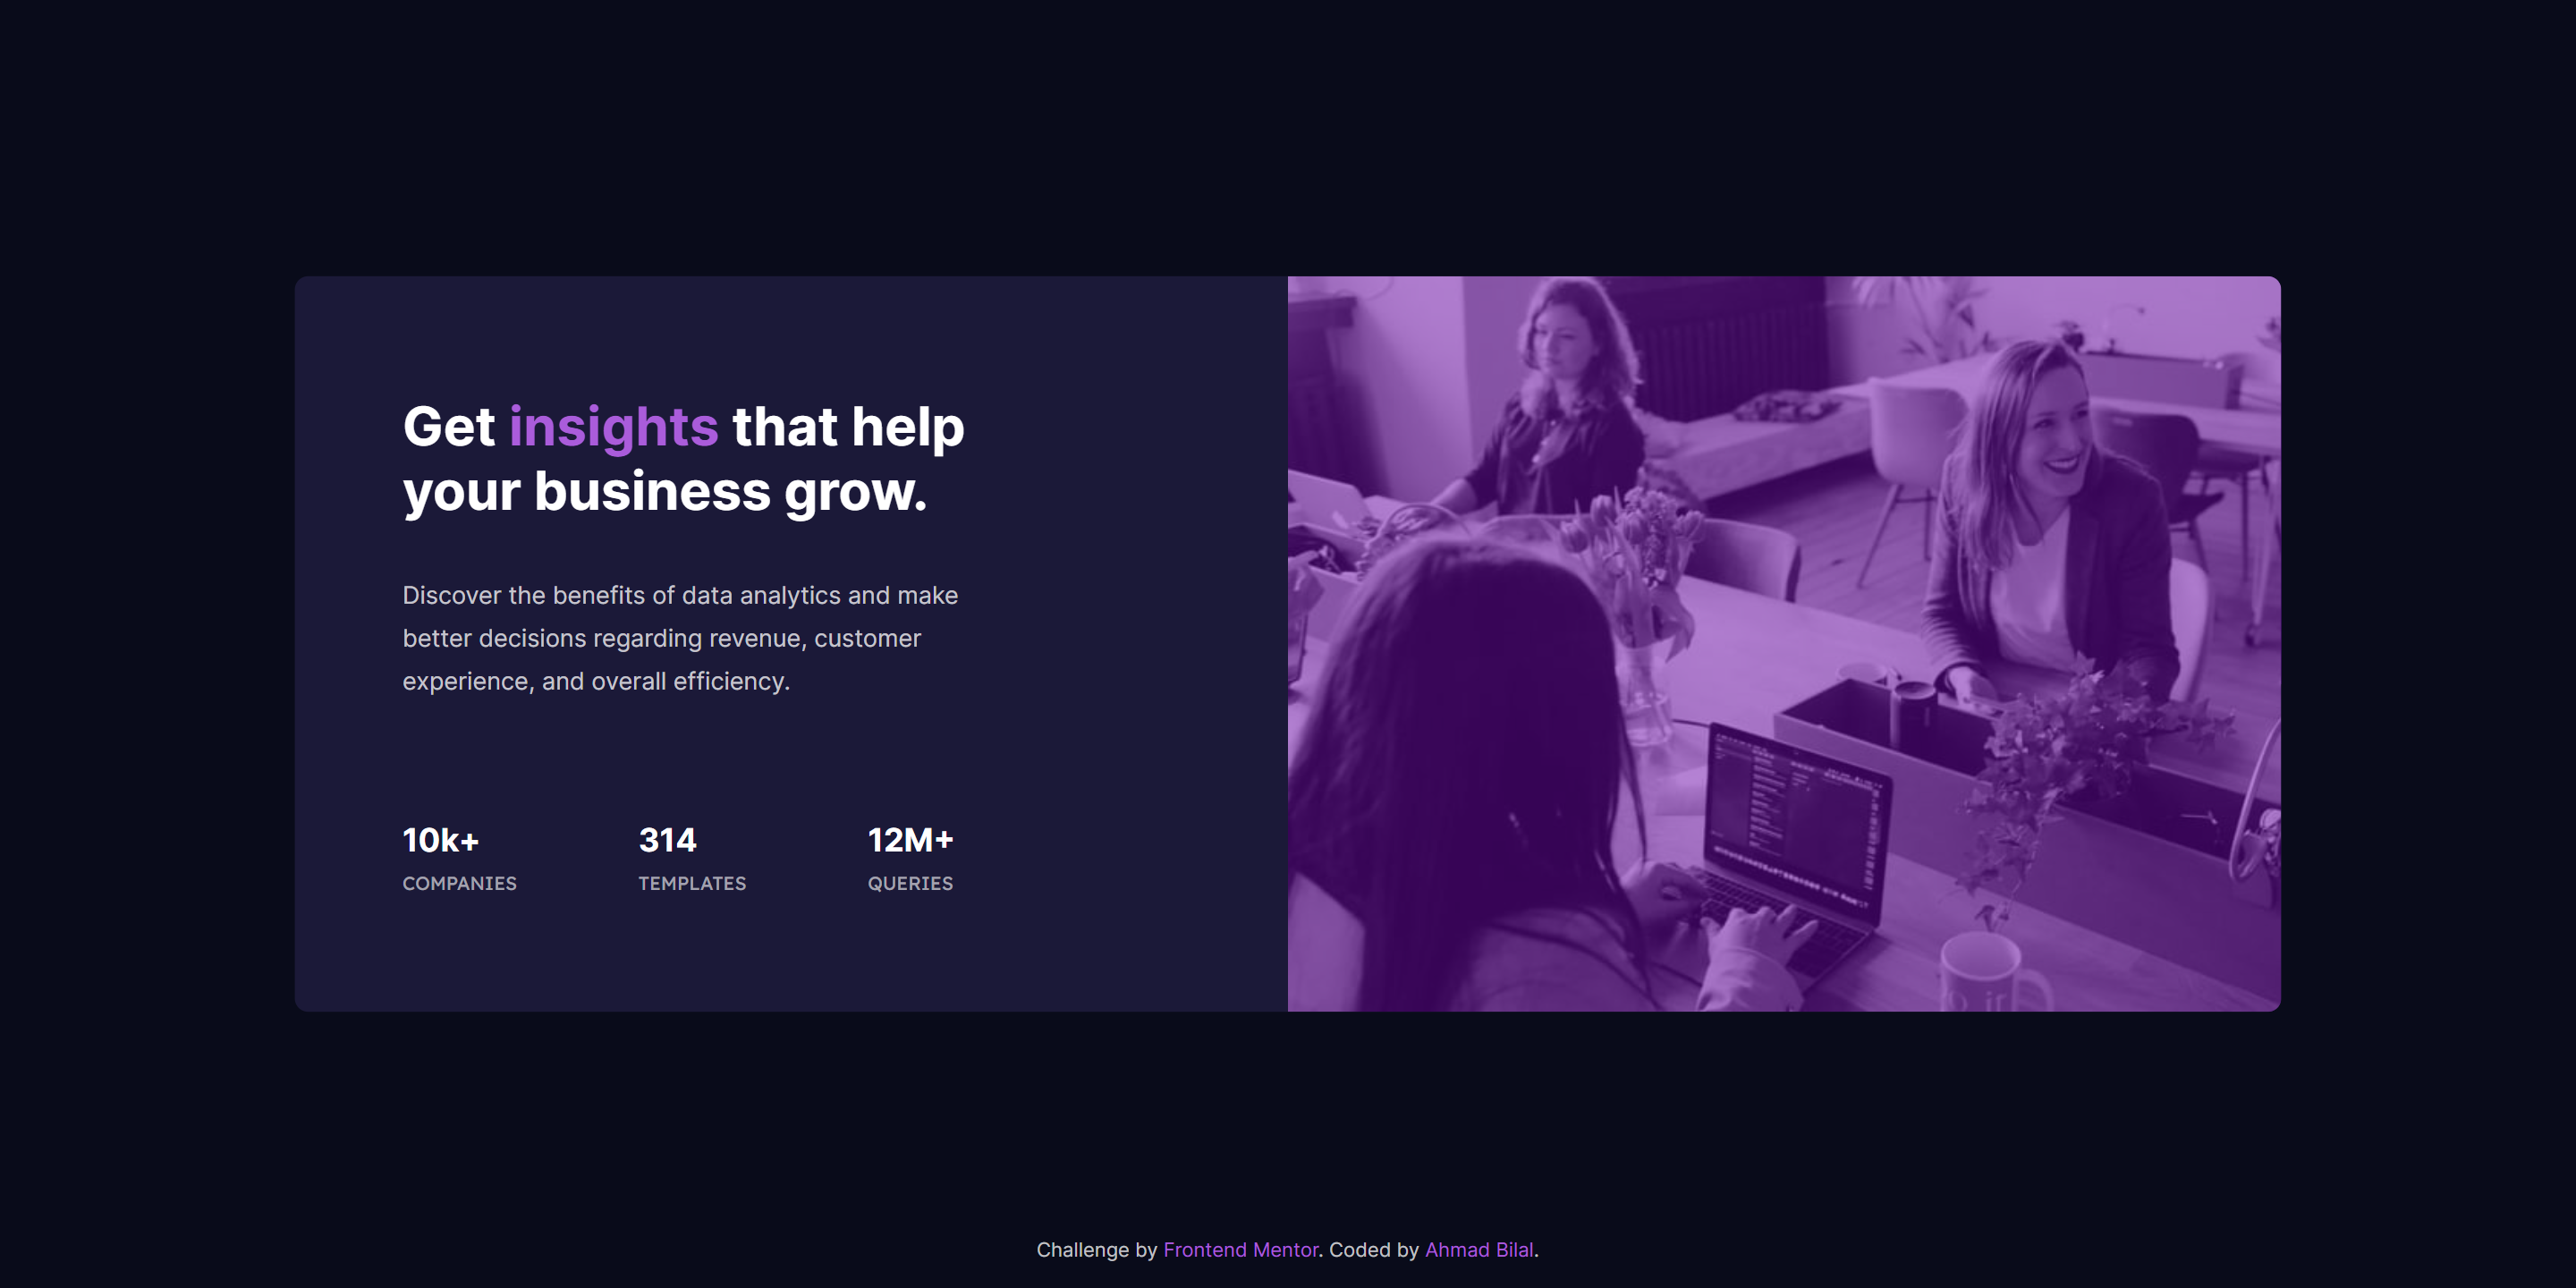 Get insights that help
your business grow.
Discover the benefits of data analytics and make
better decisions regarding revenue, customer
experience, and overall efficiency.
10k+
COMPANIES
314
TEMPLATES
12M+
QUERIES
Challenge by Frontend Mentor. Coded by Ahmad Bilal.